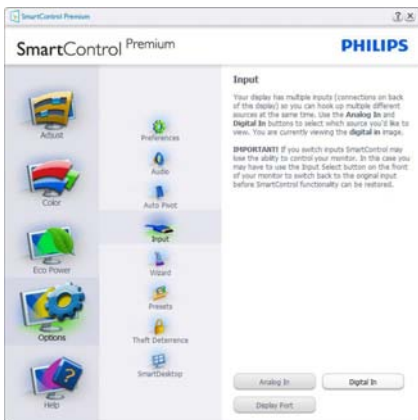 SmartControl Premium
SmartControl Premium
PHILIPS
Adjust
Color
Eco Power
Options
Help
Preferences
Audio
Auto Pivot
Input
Wizard
Presets
Theft Deterrence
SmartDesktop
Input
Your display has multiple inputs (connections on back
of the display) so you can hook up multiple different
sources at the same time. Use the Analog In and
Digital In buttons to select which source you'd like to
view. You are currently viewing the digital in image.
IMPORTANT! If you switch inputs SmartControl may
lose the ability to control your monitor. In that case you
may have to use the Input Select button on the front
of your monitor to switch back to the original input
before SmartControl functionality can be restored.
Analog In
Digital In
Display Port